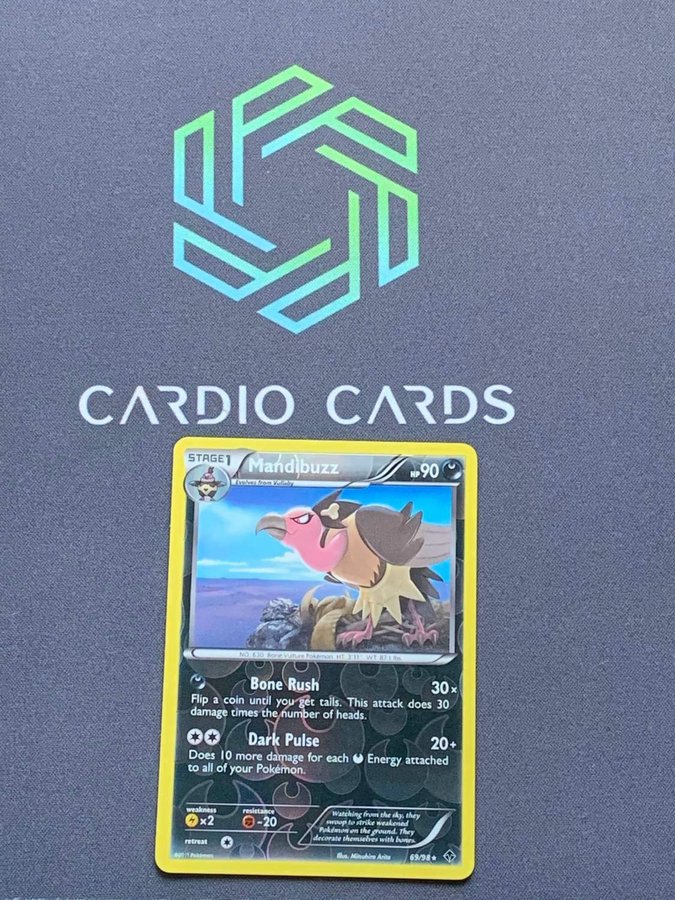 CARDIO CARDS
STAGE1 Mandibuzz HP90
Evolves from Vullaby
NO. 630 Bone Vulture Pokémon HT: 3'11" WT: 87.1 lbs.
Bone Rush 30×
Flip a coin until you get tails. This attack does 30
damage times the number of heads.
Dark Pulse 20+
Does 10 more damage for each Energy attached
to all of your Pokémon.
weakness
×2
resistance
-20
retreat
Watching from the sky, they
swoop to strike weakened
Pokémon on the ground. They
decorate themselves with bones.
©2011 Pokémon
Illus. Mitsuhiro Arita
69/98★